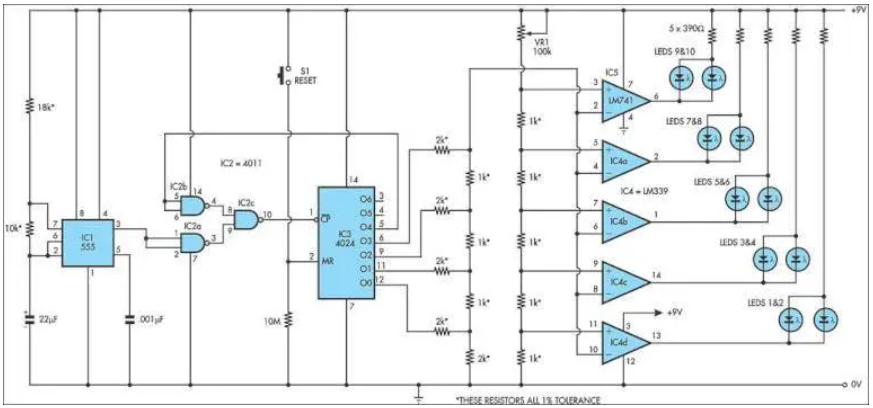 +9V
5 x 390Ω
VR1
100k
LEDS 9&10
S1
RESET
IC5
3
7
+
LM741
6
2
−
4
18k*
1k*
LEDS 7&8
2k*
5
+
IC4a
2
4
−
IC2 = 4011
1k*
1k*
IC2b
14
5
4
6
IC2c
8
10
9
14
O6 3
O5 4
O4 5
O3 6
O2 9
O1 11
O0 12
1
CP
IC3
4024
2
MR
7
2k*
LEDS 5&6
IC4 = LM339
7
+
IC4b
1
6
−
10k*
8
4
7
6
2
IC1
555
3
5
1
IC2a
1
3
2
7
1k*
1k*
LEDS 3&4
2k*
9
+
IC4c
14
8
−
22µF
.001µF
10M
1k*
1k*
LEDS 1&2
2k*
+9V
11
+
3
IC4d
13
10
−
12
2k*
1k*
0V
*THESE RESISTORS ALL 1% TOLERANCE